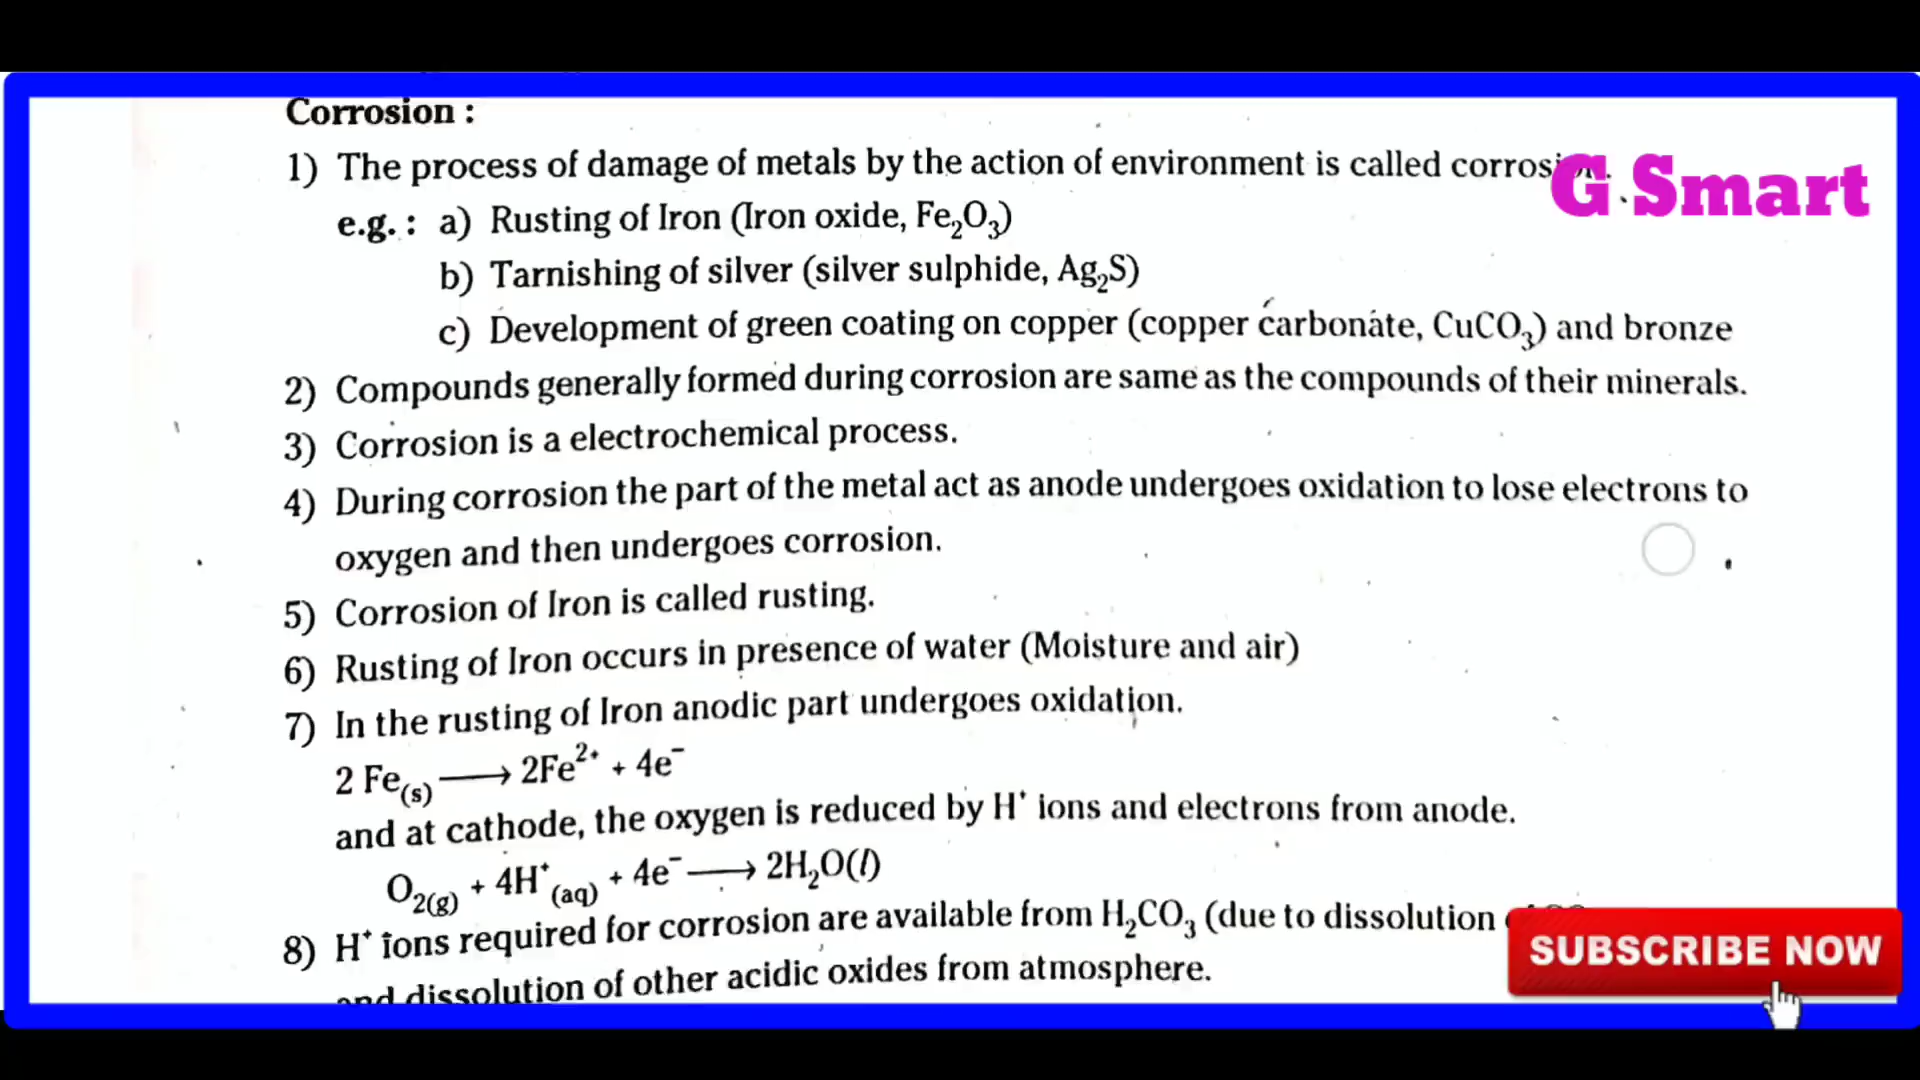 Corrosion :
1) The process of damage of metals by the action of environment is called
G Smart
e.g. : a) Rusting of Iron (Iron oxide, Fe₂O₃)
b) Tarnishing of silver (silver sulphide, Ag₂S)
c) Development of green coating on copper (copper carbonate, CuCO₃) and bronze
2) Compounds generally formed during corrosion are same as the compounds of their minerals.
3) Corrosion is a electrochemical process.
4) During corrosion the part of the metal act as anode undergoes oxidation to lose electrons to
oxygen and then undergoes corrosion.
5) Corrosion of Iron is called rusting.
6) Rusting of Iron occurs in presence of water (Moisture and air)
7) In the rusting of Iron anodic part undergoes oxidation.
2 Fe(s) ⟶ 2Fe²⁺ + 4e⁻
and at cathode, the oxygen is reduced by H⁺ ions and electrons from anode.
O₂(g) + 4H⁺(aq) + 4e⁻ ⟶ 2H₂O(l)
8) H⁺ ions required for corrosion are available from H₂CO₃ (due to dissolution
SUBSCRIBE NOW
and dissolution of other acidic oxides from atmosphere.